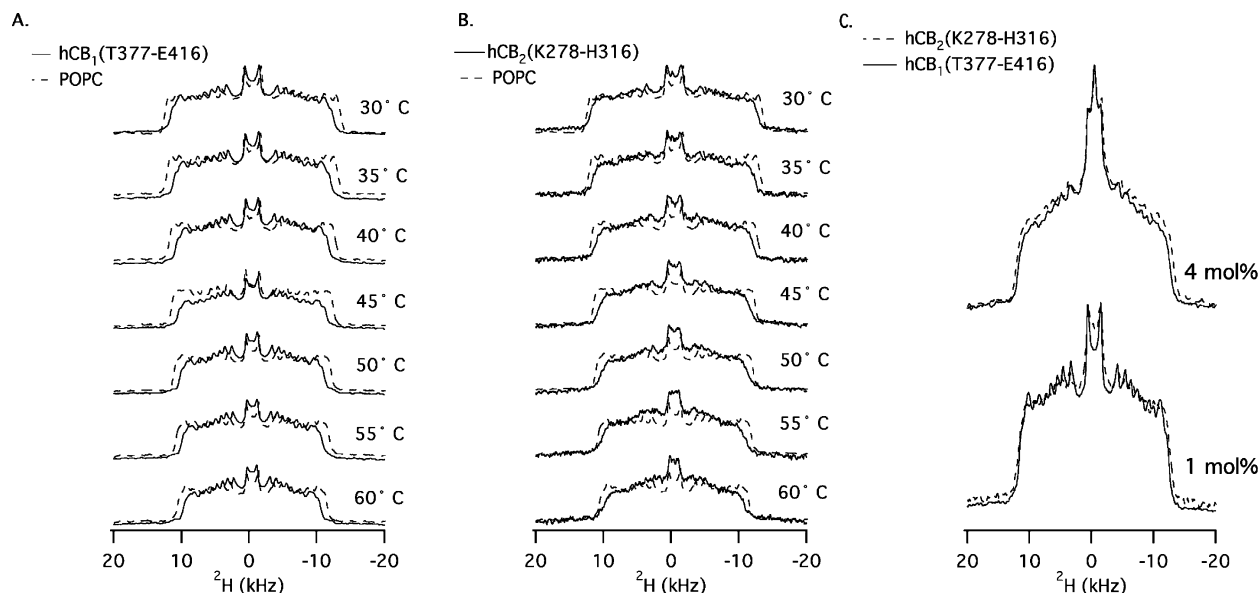 A.
— hCB₁(T377-E416)
--- POPC
30˚ C
35˚ C
40˚ C
45˚ C
50˚ C
55˚ C
60˚ C
20 10 0 -10 -20
²H (kHz)
B.
— hCB₂(K278-H316)
--- POPC
30˚ C
35˚ C
40˚ C
45˚ C
50˚ C
55˚ C
60˚ C
20 10 0 -10 -20
²H (kHz)
C.
--- hCB₂(K278-H316)
— hCB₁(T377-E416)
4 mol%
1 mol%
20 10 0 -10 -20
²H (kHz)